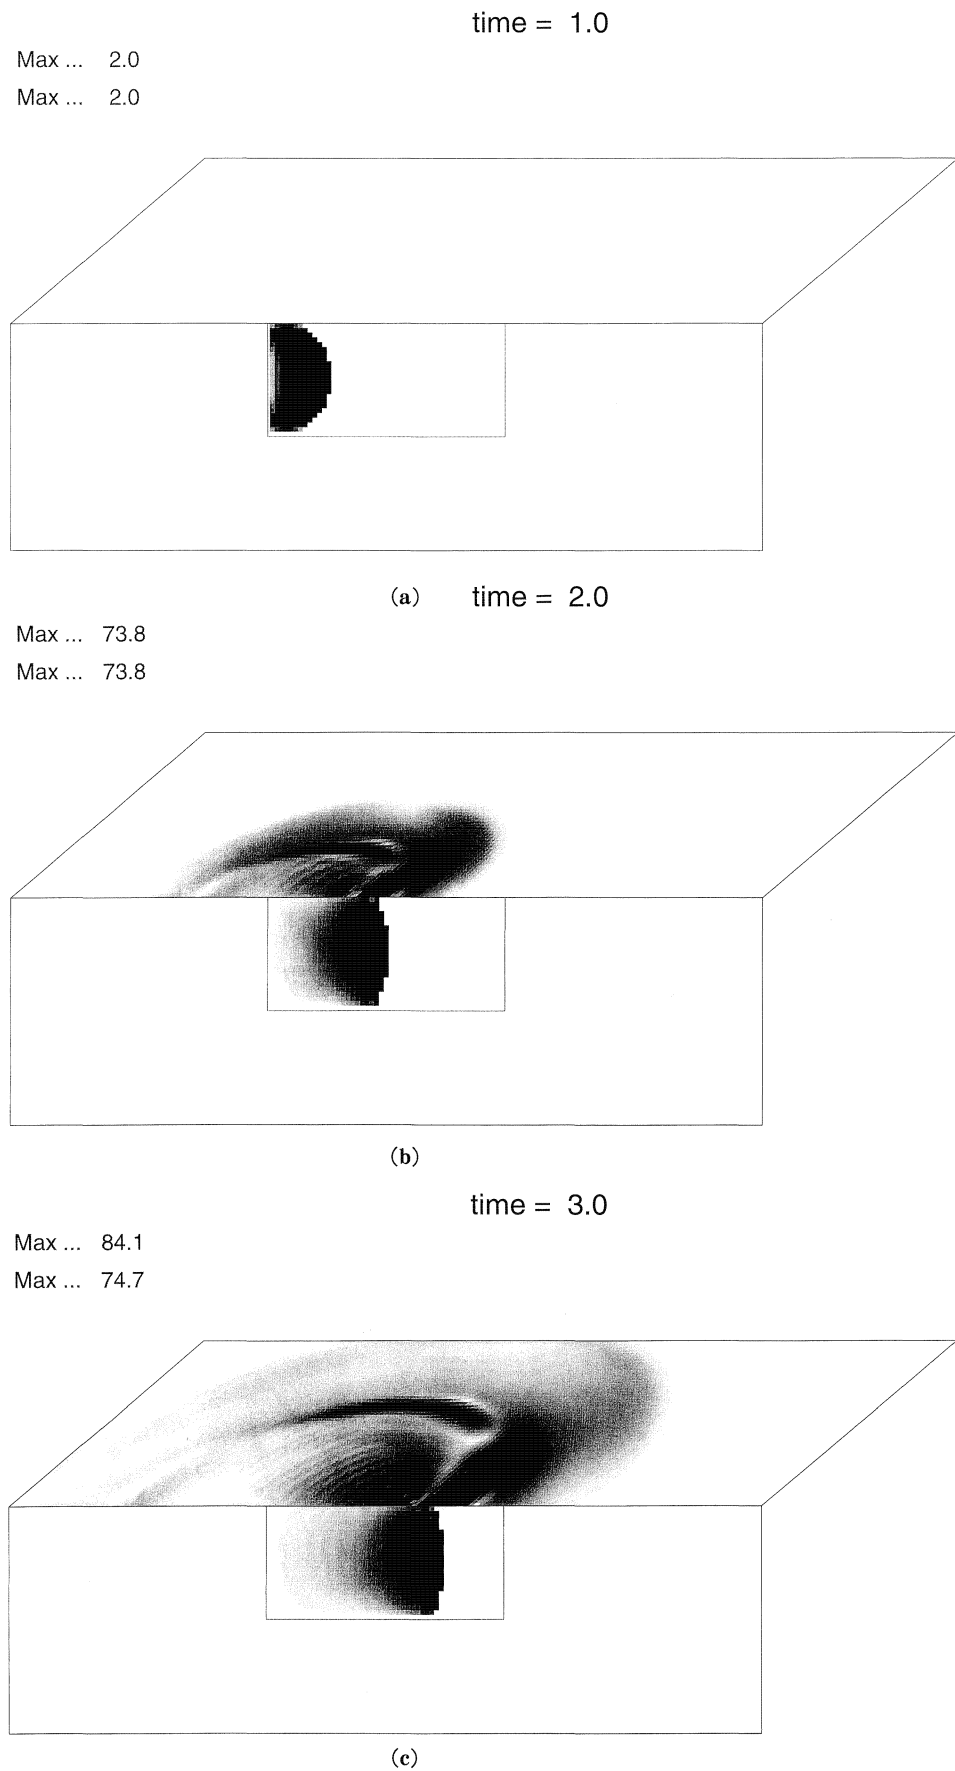 time = 1.0
Max ... 2.0
Max ... 2.0
(a) time = 2.0
Max ... 73.8
Max ... 73.8
(b)
time = 3.0
Max ... 84.1
Max ... 74.7
(c)